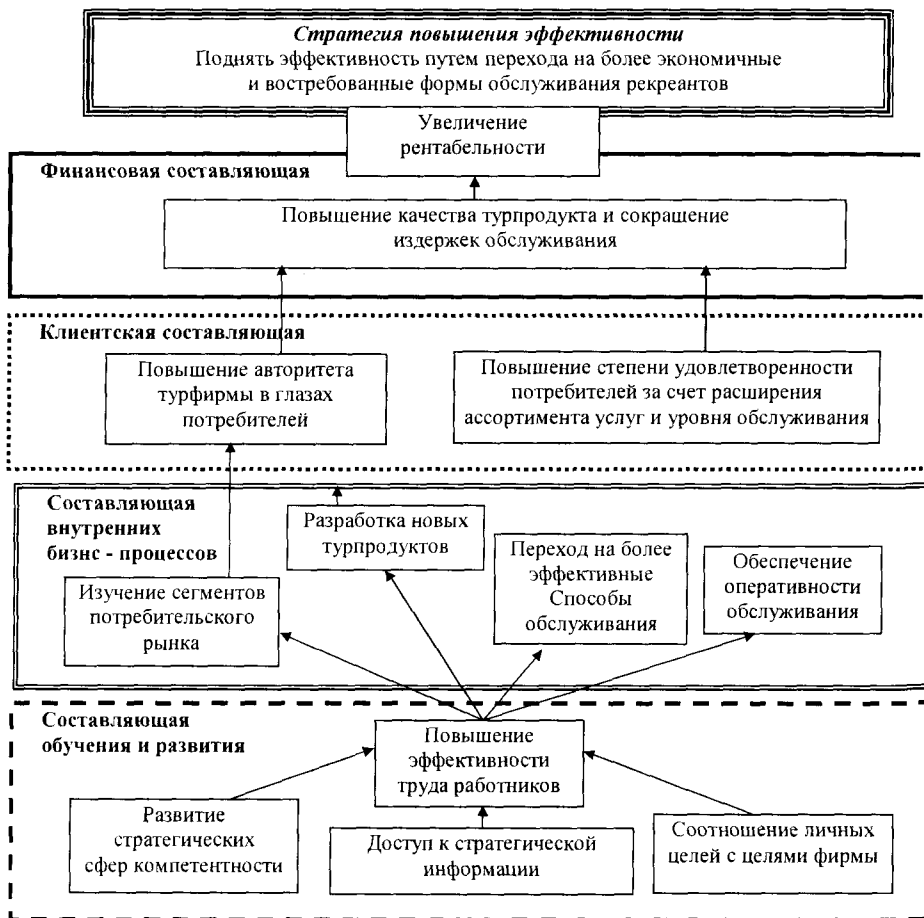 Стратегия повышения эффективности
Поднять эффективность путем перехода на более экономичные
и востребованные формы обслуживания рекреантов
Увеличение
рентабельности
Финансовая составляющая
Повышение качества турпродукта и сокрашение
издержек обслуживания
Клиентская составляющая
Повышение авторитета
турфирмы в глазах
потребителей
Повышение степени удовлетворенности
потребителей за счет расширения
ассортимента услуг и уровня обслуживания
Составляющая
внутренних
бизнс - процессов
Разработка новых
турпродуктов
Переход на более
эффективные
Способы
обслуживания
Обеспечение
оперативности
обслуживания
Изучение сегментов
потребительского
рынка
Составляющая
обучения и развития
Повышение
эффективности
труда работников
Развитие
стратегических
сфер компетентности
Доступ к стратегической
информации
Соотношение личных
целей с целями фирмы